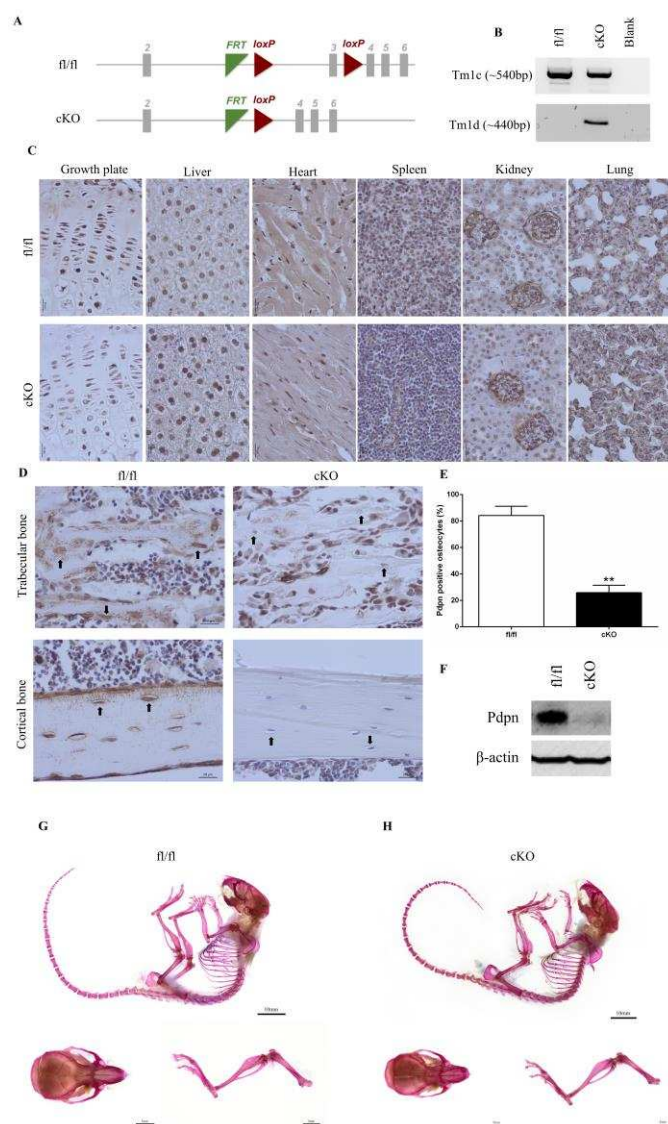 A
FRT loxP loxP
2 3 4 5 6
fl/fl
FRT loxP
2 4 5 6
cKO
B
fl/fl cKO Blank
Tm1c (~540bp)
Tm1d (~440bp)
C
Growth plate Liver Heart Spleen Kidney Lung
fl/fl
cKO
D
fl/fl cKO
Trabecular bone
Cortical bone
E
Pdpn positive osteocytes (%)
100
80
60
40
20
0
**
fl/fl cKO
F
fl/fl cKO
Pdpn
β-actin
G H
fl/fl cKO
10mm 10mm